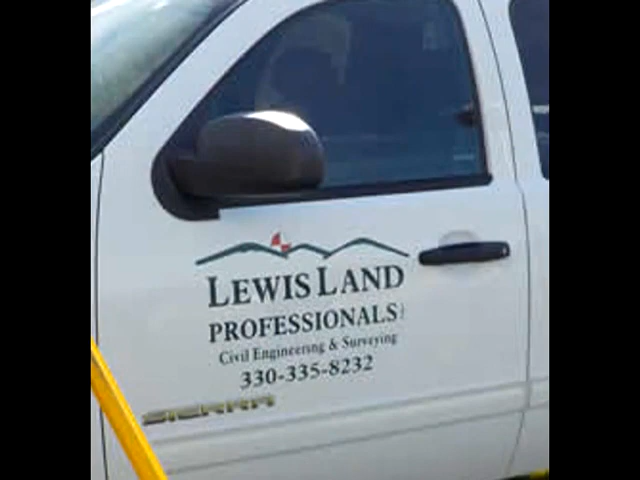 LEWIS LAND
PROFESSIONALS
Civil Engineering & Surveying
330-335-8232
SIERRA